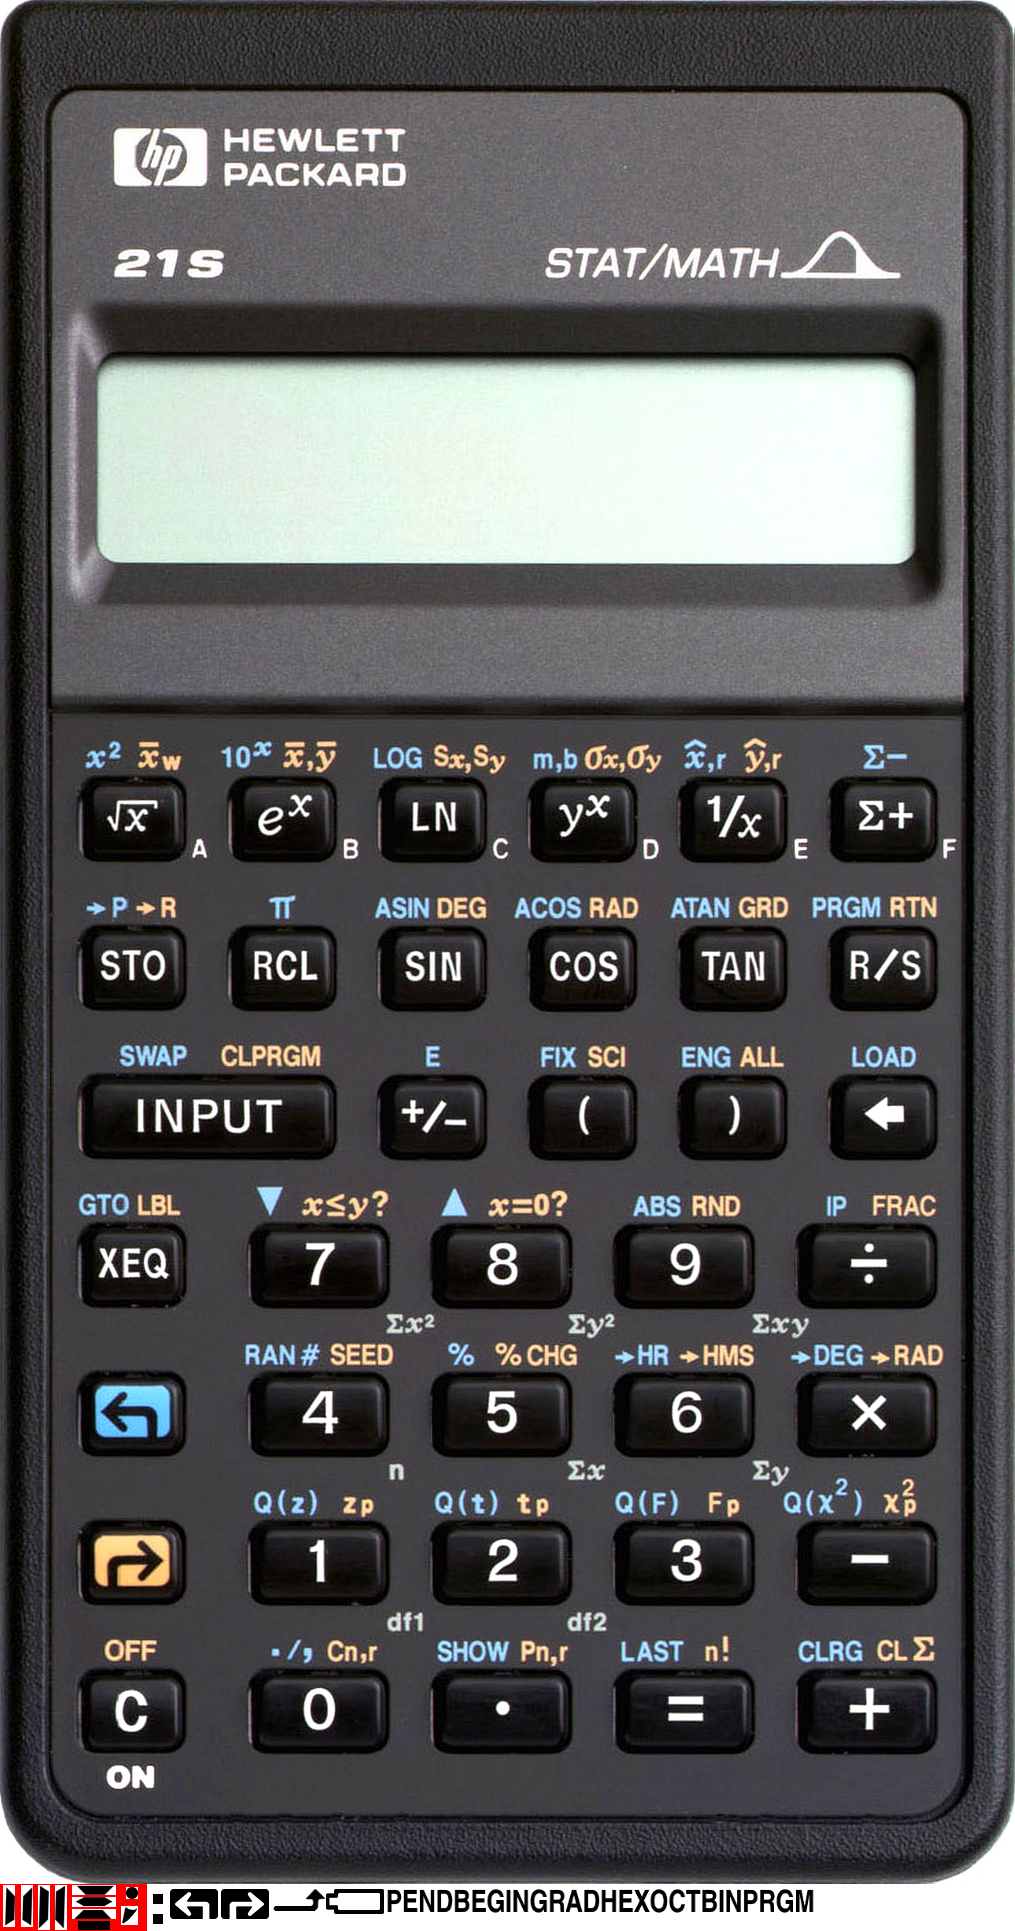 hp HEWLETT
PACKARD
21S STAT/MATH
x² x̄w 10ˣ x̄,ȳ LOG Sx,Sy m,b σx,σy x̂,r ŷ,r Σ−
√x A eˣ B LN C yˣ D 1/x E Σ+ F
→P →R π ASIN DEG ACOS RAD ATAN GRD PRGM RTN
STO RCL SIN COS TAN R/S
SWAP CLPRGM E FIX SCI ENG ALL LOAD
INPUT +/− ( ) ←
GTO LBL ▼ x≤y? ▲ x=0? ABS RND IP FRAC
XEQ 7 8 9 ÷
Σx² Σy² Σxy
RAN# SEED % %CHG →HR →HMS →DEG →RAD
4 5 6 ×
n Σx Σy
Q(z) zp Q(t) tp Q(F) Fp Q(χ²) χ²p
1 2 3 −
df1 df2
OFF ./, Cn,r SHOW Pn,r LAST n! CLRG CLΣ
C 0 . = +
ON
PENDBEGINGRADHEXOCTBINPRGM